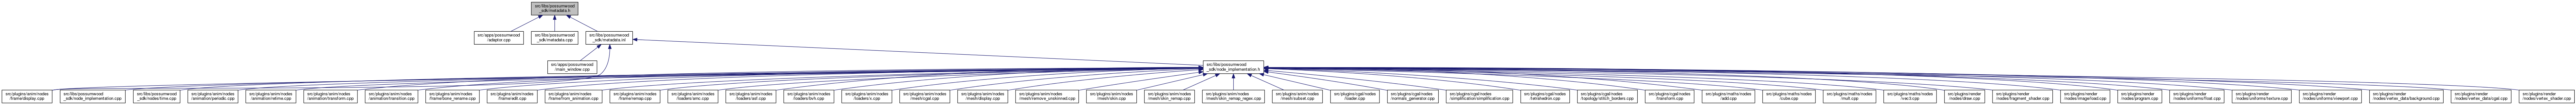 src/libs/possumwood
_sdk/metadata.h
src/apps/possumwood
/adaptor.cpp
src/libs/possumwood
_sdk/metadata.cpp
src/libs/possumwood
_sdk/metadata.inl
src/apps/possumwood
/main_window.cpp
src/libs/possumwood
_sdk/node_implementation.h
src/plugins/anim/nodes
/frame/display.cpp
src/libs/possumwood
_sdk/node_implementation.cpp
src/libs/possumwood
_sdk/nodes/time.cpp
src/plugins/anim/nodes
/animation/periodic.cpp
src/plugins/anim/nodes
/animation/retime.cpp
src/plugins/anim/nodes
/animation/transform.cpp
src/plugins/anim/nodes
/animation/transition.cpp
src/plugins/anim/nodes
/frame/bone_rename.cpp
src/plugins/anim/nodes
/frame/edit.cpp
src/plugins/anim/nodes
/frame/from_animation.cpp
src/plugins/anim/nodes
/frame/remap.cpp
src/plugins/anim/nodes
/loaders/amc.cpp
src/plugins/anim/nodes
/loaders/asf.cpp
src/plugins/anim/nodes
/loaders/bvh.cpp
src/plugins/anim/nodes
/loaders/x.cpp
src/plugins/anim/nodes
/mesh/cgal.cpp
src/plugins/anim/nodes
/mesh/display.cpp
src/plugins/anim/nodes
/mesh/remove_unskinned.cpp
src/plugins/anim/nodes
/mesh/skin.cpp
src/plugins/anim/nodes
/mesh/skin_remap.cpp
src/plugins/anim/nodes
/mesh/skin_remap_regex.cpp
src/plugins/anim/nodes
/mesh/subset.cpp
src/plugins/cgal/nodes
/loader.cpp
src/plugins/cgal/nodes
/normals_generator.cpp
src/plugins/cgal/nodes
/simplification/simplification.cpp
src/plugins/cgal/nodes
/tetrahedron.cpp
src/plugins/cgal/nodes
/topology/stitch_borders.cpp
src/plugins/cgal/nodes
/transform.cpp
src/plugins/maths/nodes
/add.cpp
src/plugins/maths/nodes
/cube.cpp
src/plugins/maths/nodes
/mult.cpp
src/plugins/maths/nodes
/vec3.cpp
src/plugins/render
/nodes/draw.cpp
src/plugins/render
/nodes/fragment_shader.cpp
src/plugins/render
/nodes/image/load.cpp
src/plugins/render
/nodes/program.cpp
src/plugins/render
/nodes/uniforms/float.cpp
src/plugins/render
/nodes/uniforms/texture.cpp
src/plugins/render
/nodes/uniforms/viewport.cpp
src/plugins/render
/nodes/vertex_data/background.cpp
src/plugins/render
/nodes/vertex_data/cgal.cpp
src/plugins/render
/nodes/vertex_shader.cpp